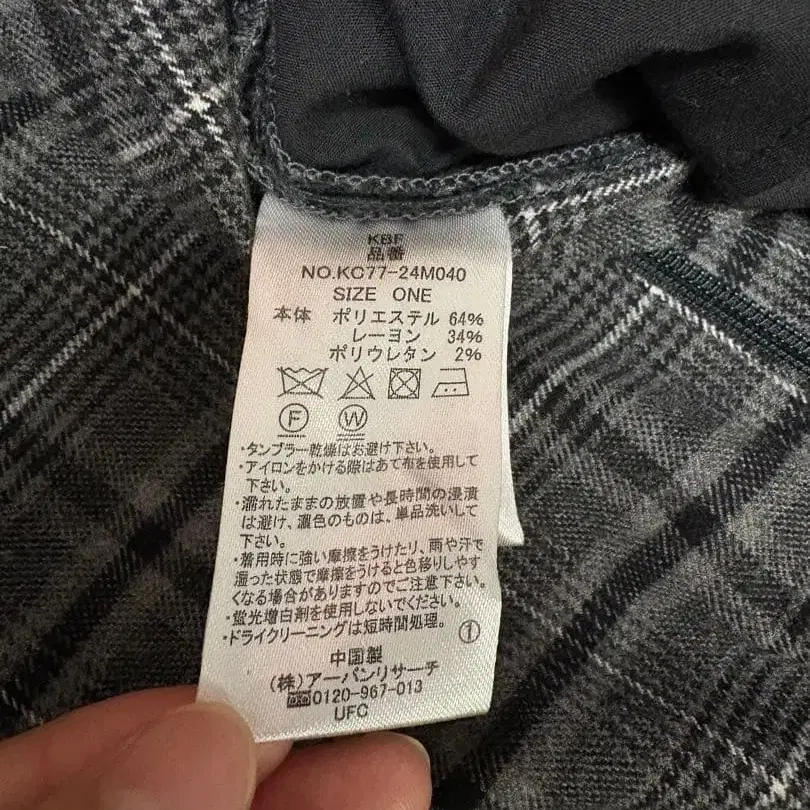 KBF
品番
NO.KC77-24M040
SIZE ONE
本体 ポリエステル 64%
レーヨン 34%
ポリウレタン 2%
F W
・タンブラー乾燥はお避け下さい。
・アイロンをかける際はあて布を使用して
下さい。
・濡れたままの放置や長時間の浸漬
は避け、濃色のものは、単品洗いして
下さい。
・着用時に強い摩擦をうけたり、雨や汗で
湿った状態で摩擦をうけると色移りしやす
くなる場合がありますのでご注意下さい。
・蛍光増白剤を使用しないでください。
・ドライクリーニングは短時間処理。 ①
中国製
(株)アーバンリサーチ
0120-967-013
UFC